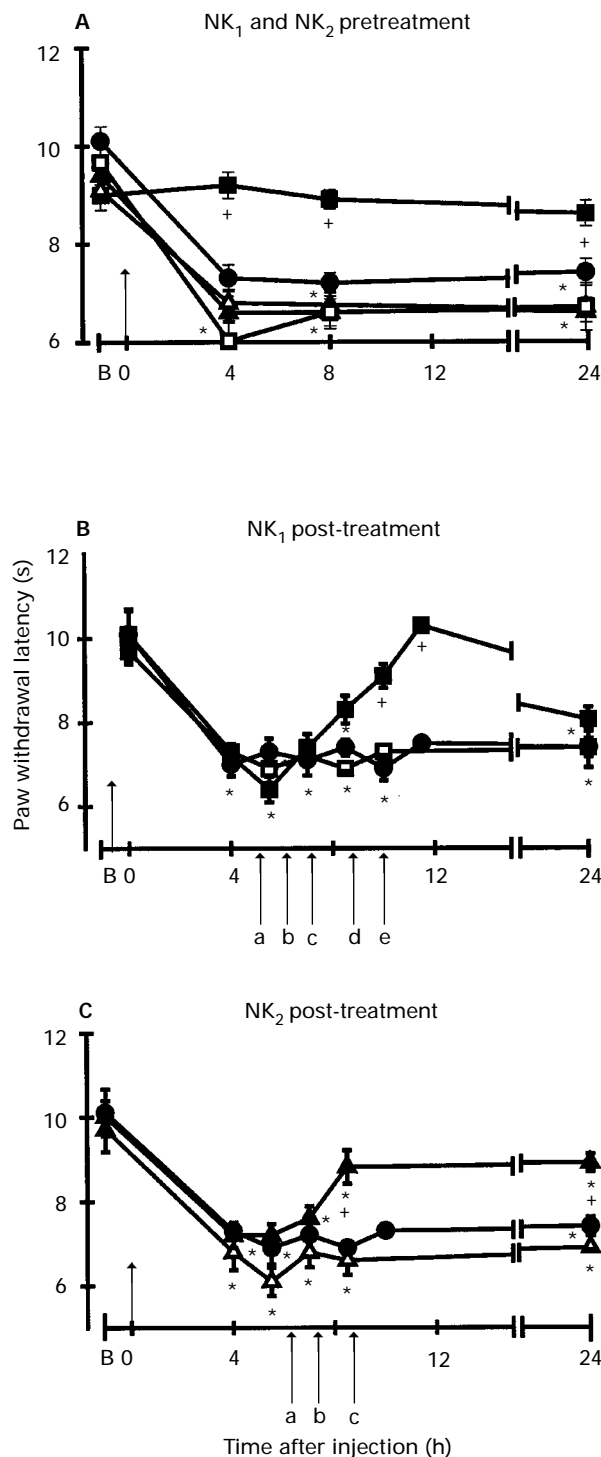 A NK₁ and NK₂ pretreatment
12
10
8
6
+ + +
* * * * *
B 0 4 8 12 24
B NK₁ post-treatment
Paw withdrawal latency (s)
12
10
8
6
+
+
* *
* * * * * *
B 0 4 12 24
a b c d e
C NK₂ post-treatment
12
10
8
6
* *
+ +
* * * *
* * * * *
B 0 4 12 24
a b c
Time after injection (h)